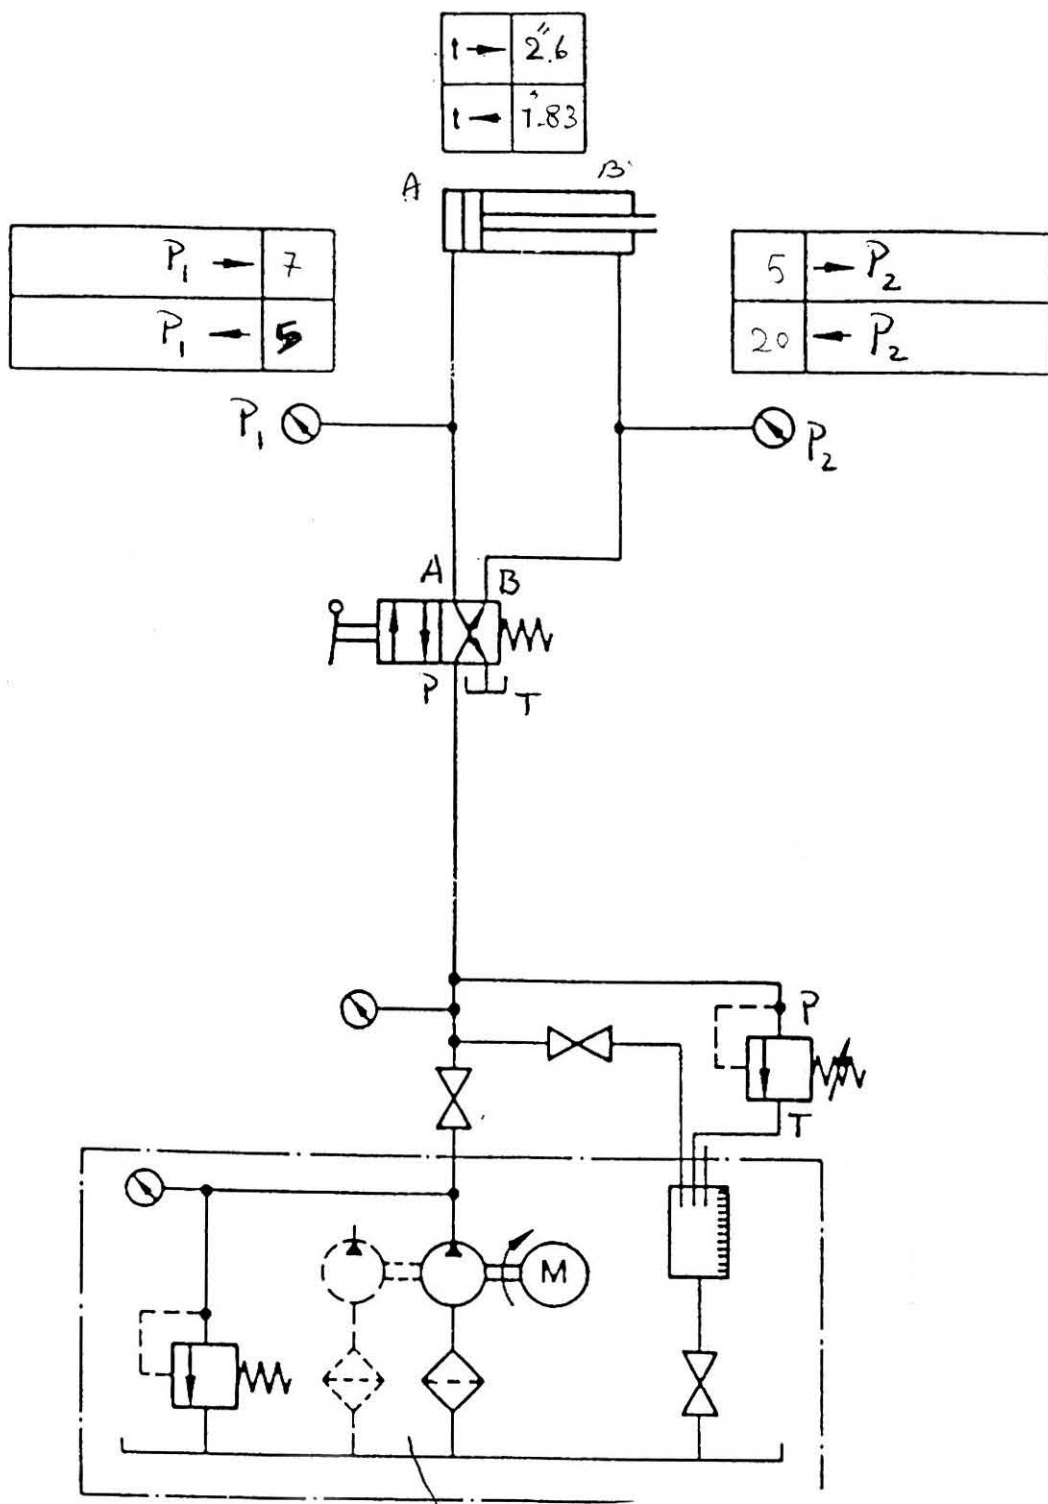 t → 2.6"
t ← 1.83"
A B
P₁ → 7
P₁ ← 5
5 → P₂
20 ← P₂
P₁
P₂
A B
P T
P
T
M